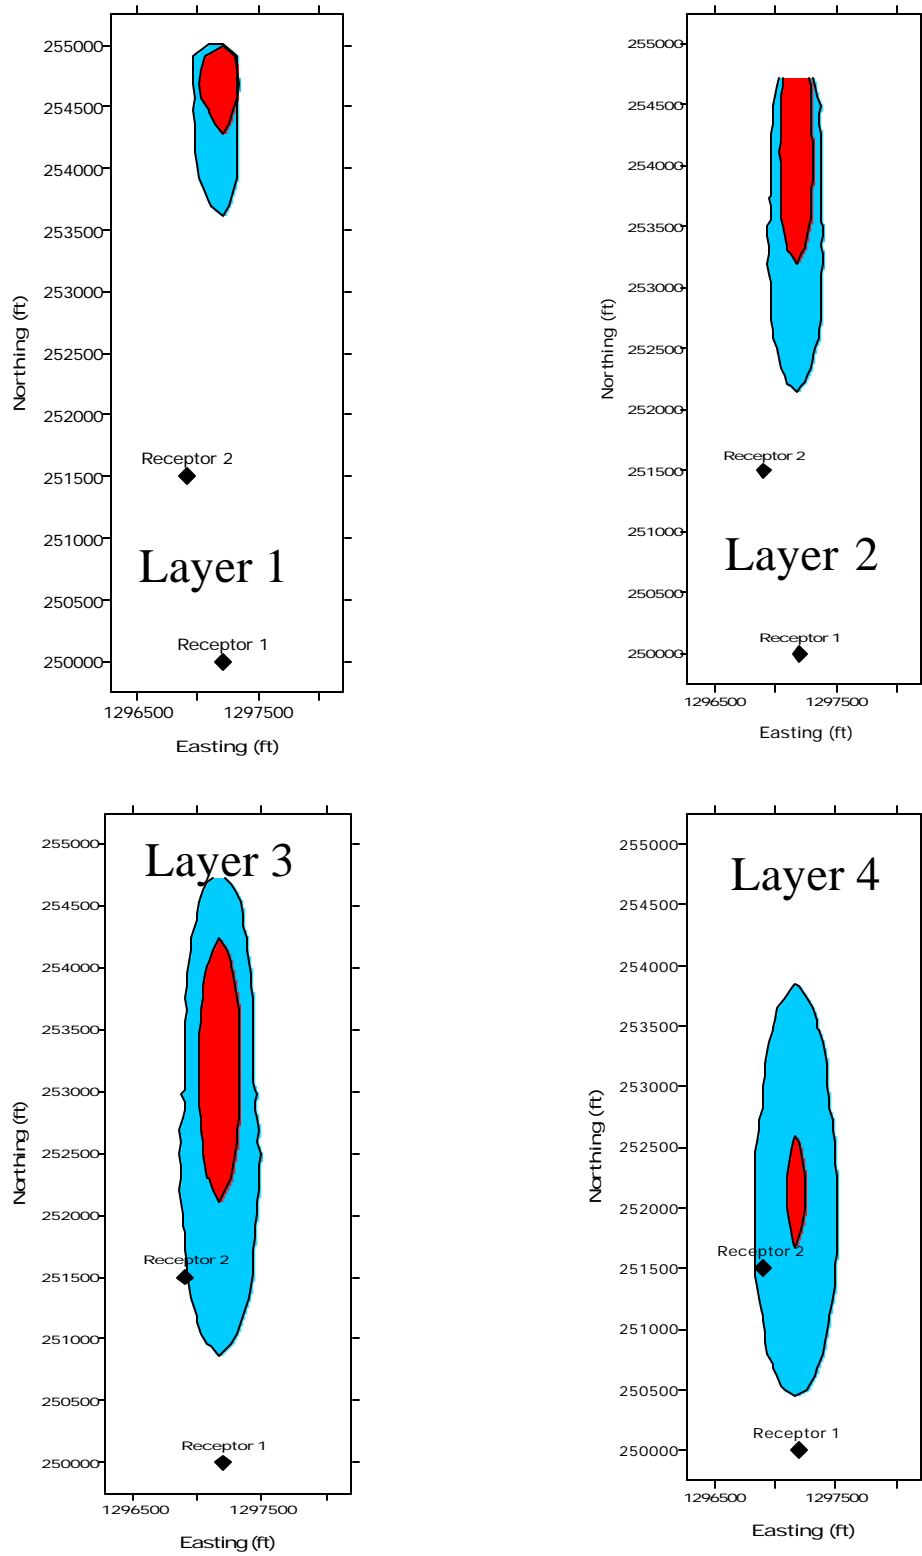 255000
254500
254000
253500
253000
252500
252000
251500
251000
250500
250000
Northing (ft)
Receptor 2
Layer 1
Receptor 1
1296500
1297500
Easting (ft)
255000
254500
254000
253500
253000
252500
252000
251500
251000
250500
250000
Northing (ft)
Receptor 2
Layer 2
Receptor 1
1296500
1297500
Easting (ft)
255000
254500
254000
253500
253000
252500
252000
251500
251000
250500
250000
Northing (ft)
Layer 3
Receptor 2
Receptor 1
1296500
1297500
Easting (ft)
255000
254500
254000
253500
253000
252500
252000
251500
251000
250500
250000
Northing (ft)
Layer 4
Receptor 2
Receptor 1
1296500
1297500
Easting (ft)